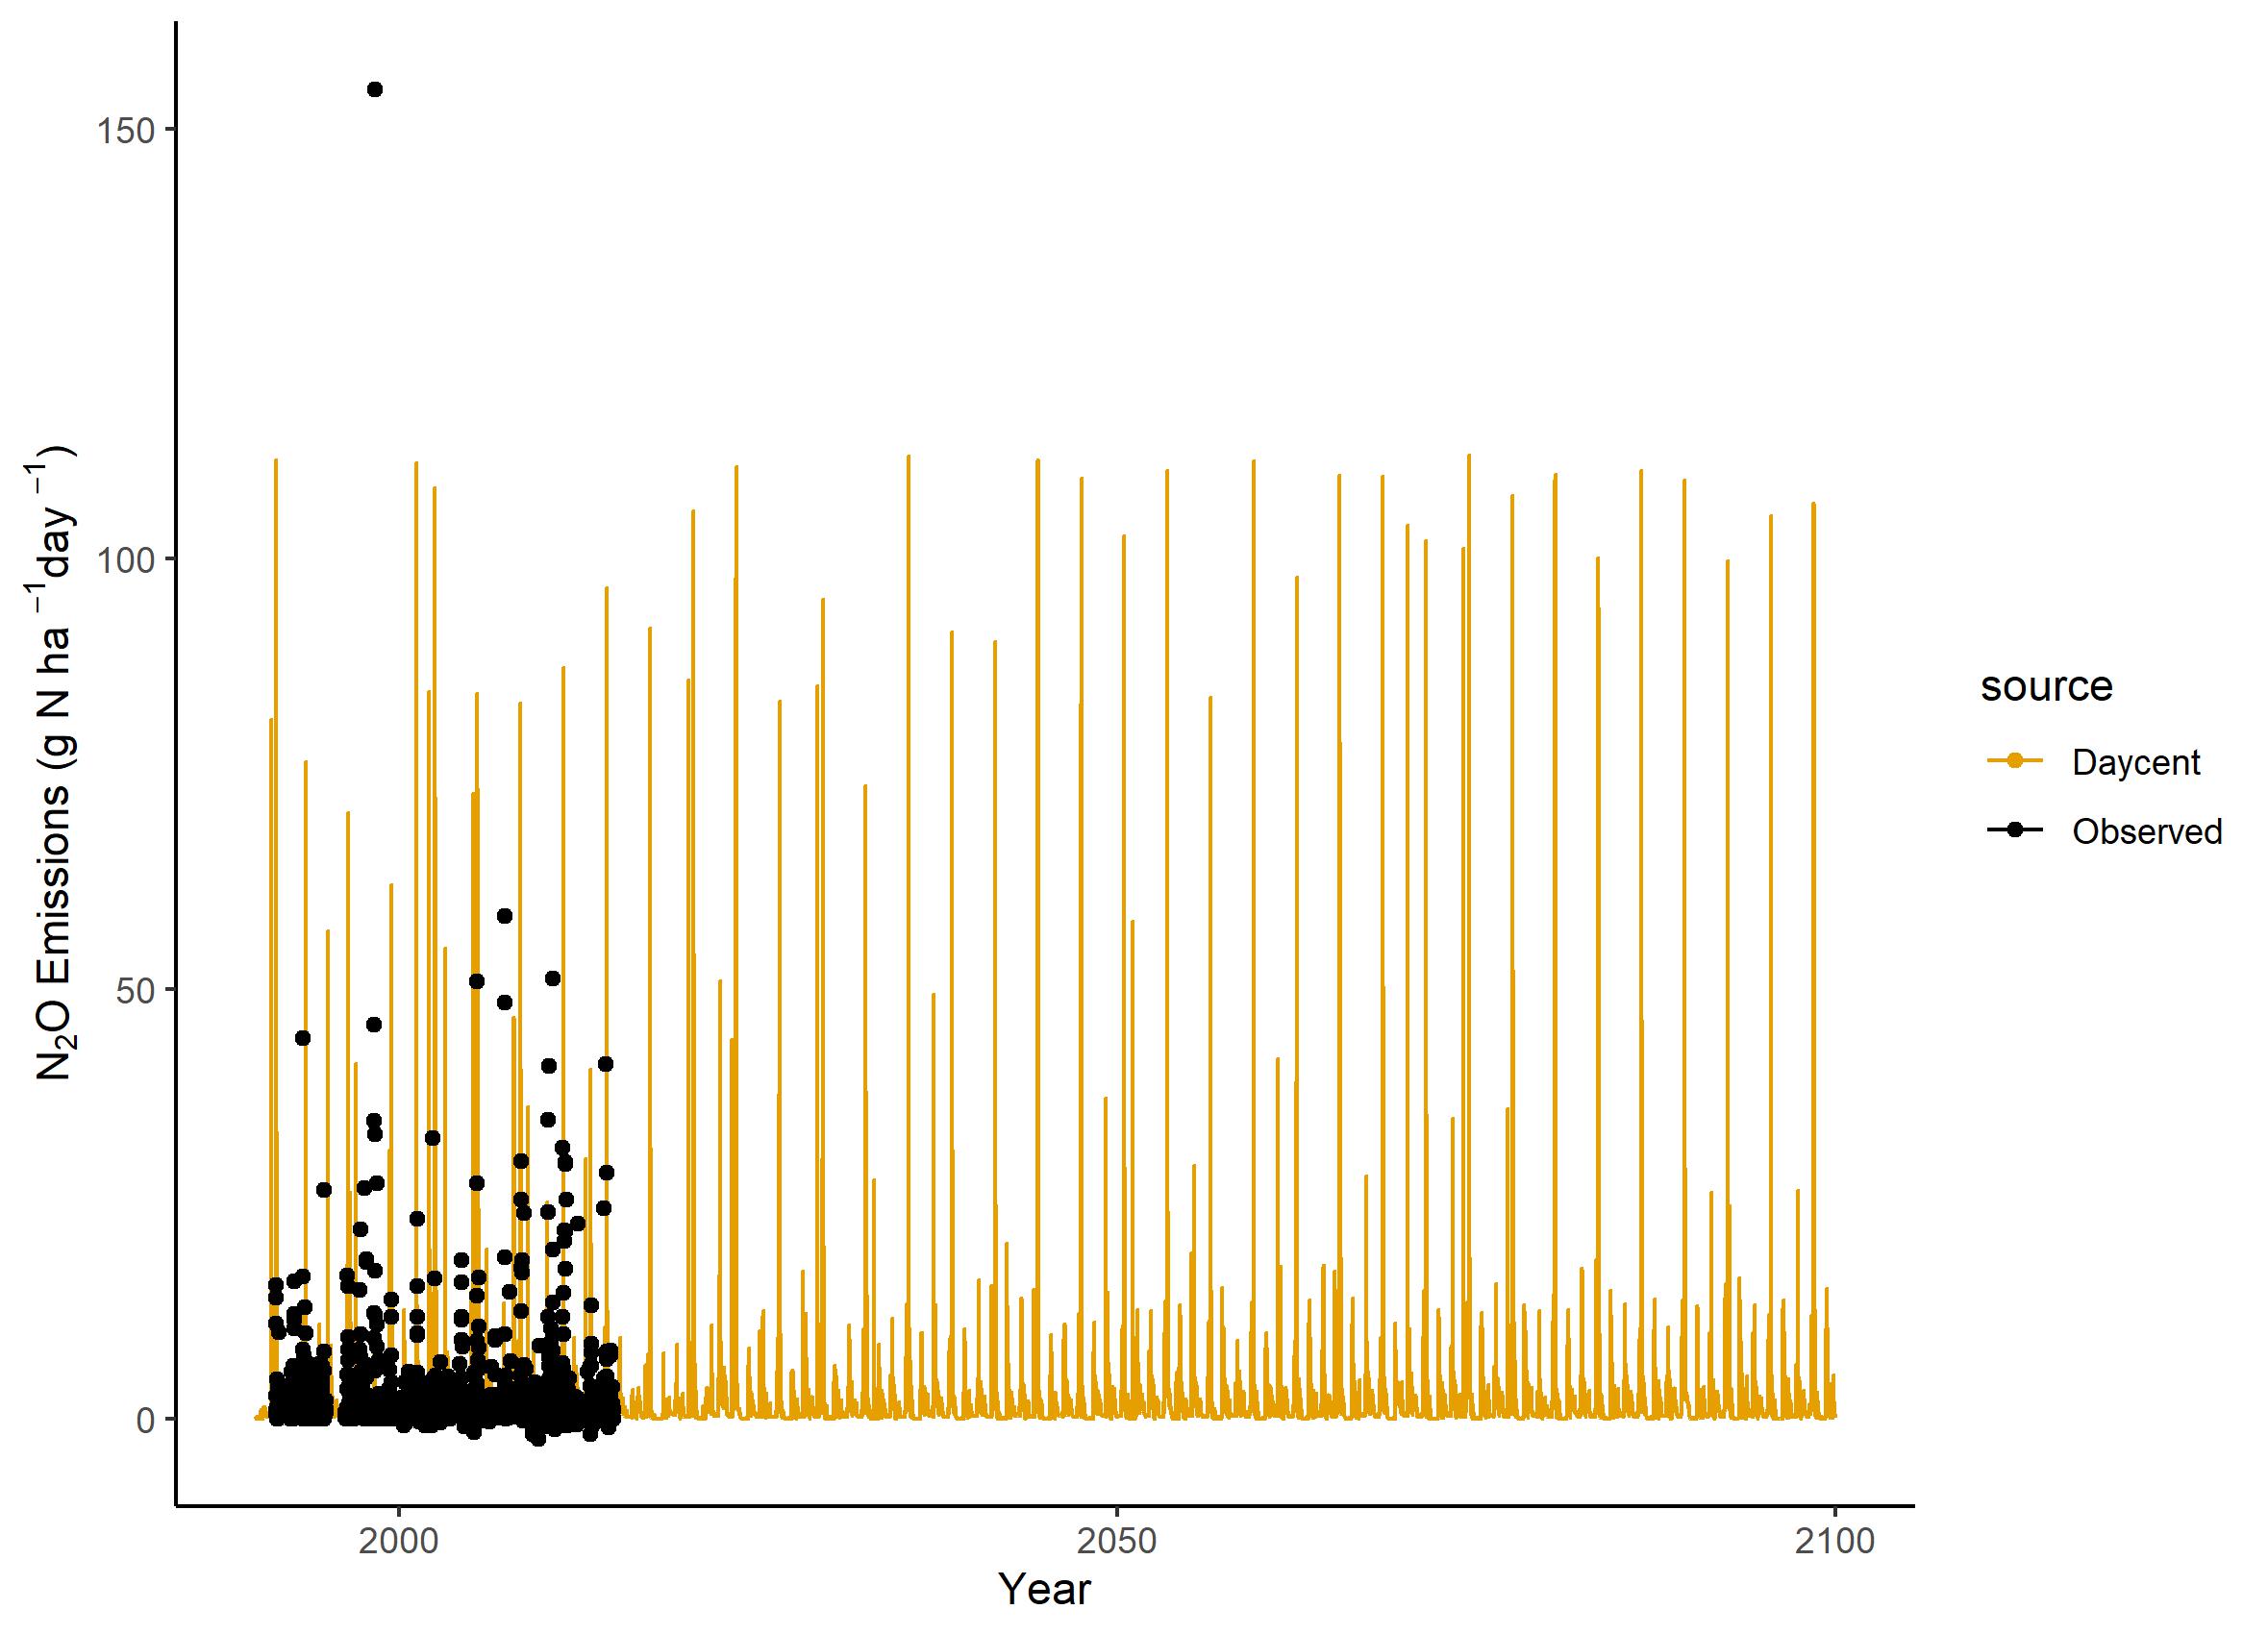 150
100
50
0
N₂O Emissions (g N ha ⁻¹day ⁻¹)
2000
2050
2100
Year
source
Daycent
Observed